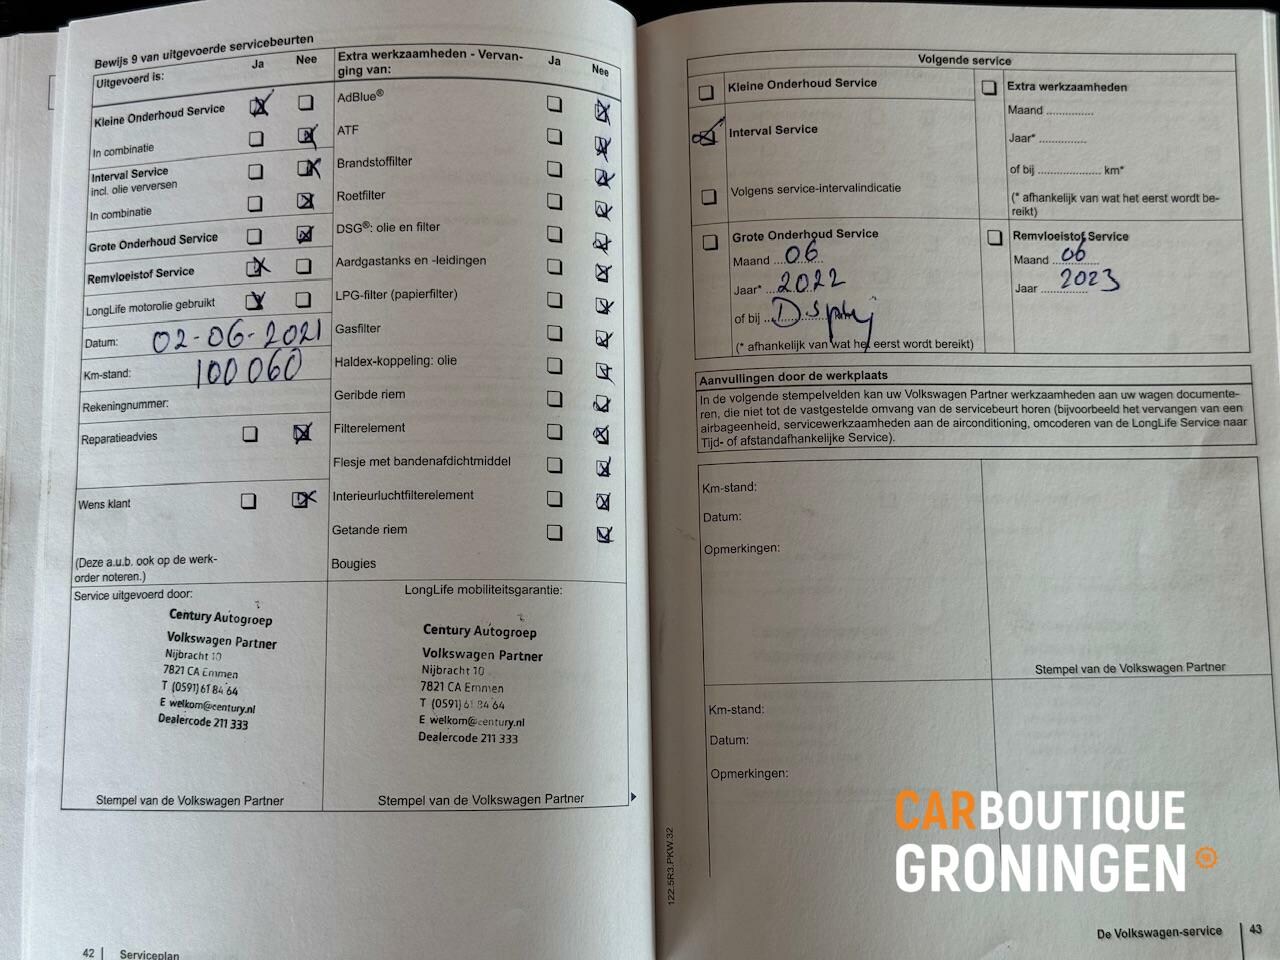 Bewijs 9 van uitgevoerde servicebeurten
Uitgevoerd is: Ja Nee
Kleine Onderhoud Service
In combinatie
Interval Service
incl. olie verversen
In combinatie
Grote Onderhoud Service
Remvloeistof Service
LongLife motorolie gebruikt
Datum: 02-06-2021
Km-stand: 100060
Rekeningnummer:
Reparatieadvies
Wens klant
(Deze a.u.b. ook op de werk-
order noteren.)
Extra werkzaamheden - Vervan-
ging van: Ja Nee
AdBlue®
ATF
Brandstoffilter
Roetfilter
DSG®: olie en filter
Aardgastanks en -leidingen
LPG-filter (papierfilter)
Gasfilter
Haldex-koppeling: olie
Geribde riem
Filterelement
Flesje met bandenafdichtmiddel
Interieurluchtfilterelement
Getande riem
Bougies
Service uitgevoerd door:
Century Autogroep
Volkswagen Partner
Nijbracht 10
7821 CA Emmen
T (0591) 61 84 64
E welkom@century.nl
Dealercode 211 333
Stempel van de Volkswagen Partner
LongLife mobiliteitsgarantie:
Century Autogroep
Volkswagen Partner
Nijbracht 10
7821 CA Emmen
T (0591) 61 84 64
E welkom@century.nl
Dealercode 211 333
Stempel van de Volkswagen Partner
42 | Serviceplan
Volgende service
Kleine Onderhoud Service
Interval Service
Volgens service-intervalindicatie
Extra werkzaamheden
Maand ..............
Jaar* ..............
of bij ................... km*
(* afhankelijk van wat het eerst wordt be-
reikt)
Grote Onderhoud Service
Maand 06
Jaar* 2022
of bij
(* afhankelijk van wat het eerst wordt bereikt)
Remvloeistof Service
Maand 06
Jaar 2023
Aanvullingen door de werkplaats
In de volgende stempelvelden kan uw Volkswagen Partner werkzaamheden aan uw wagen documente-
ren, die niet tot de vastgestelde omvang van de servicebeurt horen (bijvoorbeeld het vervangen van een
airbageenheid, servicewerkzaamheden aan de airconditioning, omcoderen van de LongLife Service naar
Tijd- of afstandafhankelijke Service).
Km-stand:
Datum:
Opmerkingen:
Stempel van de Volkswagen Partner
Km-stand:
Datum:
Opmerkingen:
122.5R3.PKW.32
CARBOUTIQUE
GRONINGEN
De Volkswagen-service | 43